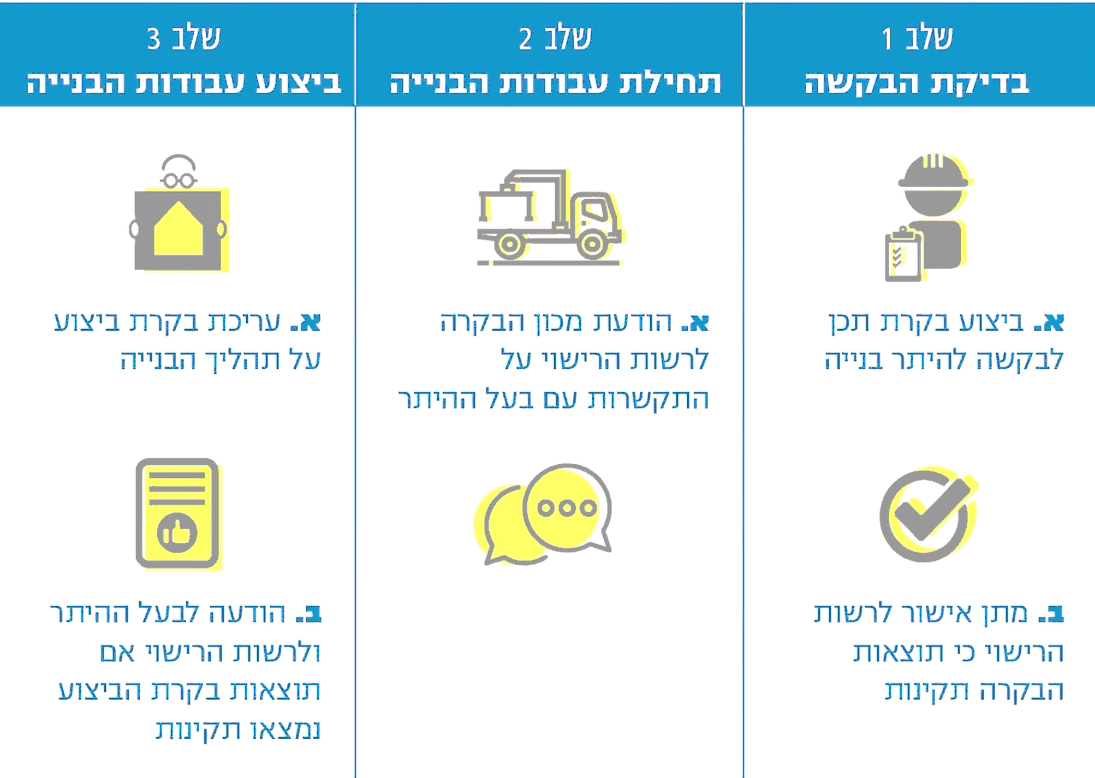 שלב 1
בדיקת הבקשה
א. ביצוע בקרת תכן
לבקשה להיתר בנייה
ב. מתן אישור לרשות
הרישוי כי תוצאות
הבקרה תקינות
שלב 2
תחילת עבודות הבנייה
א. הודעת מכון הבקרה
לרשות הרישוי על
התקשרות עם בעל ההיתר
שלב 3
ביצוע עבודות הבנייה
א. עריכת בקרת ביצוע
על תהליך הבנייה
ב. הודעה לבעל ההיתר
ולרשות הרישוי אם
תוצאות בקרת הביצוע
נמצאו תקינות